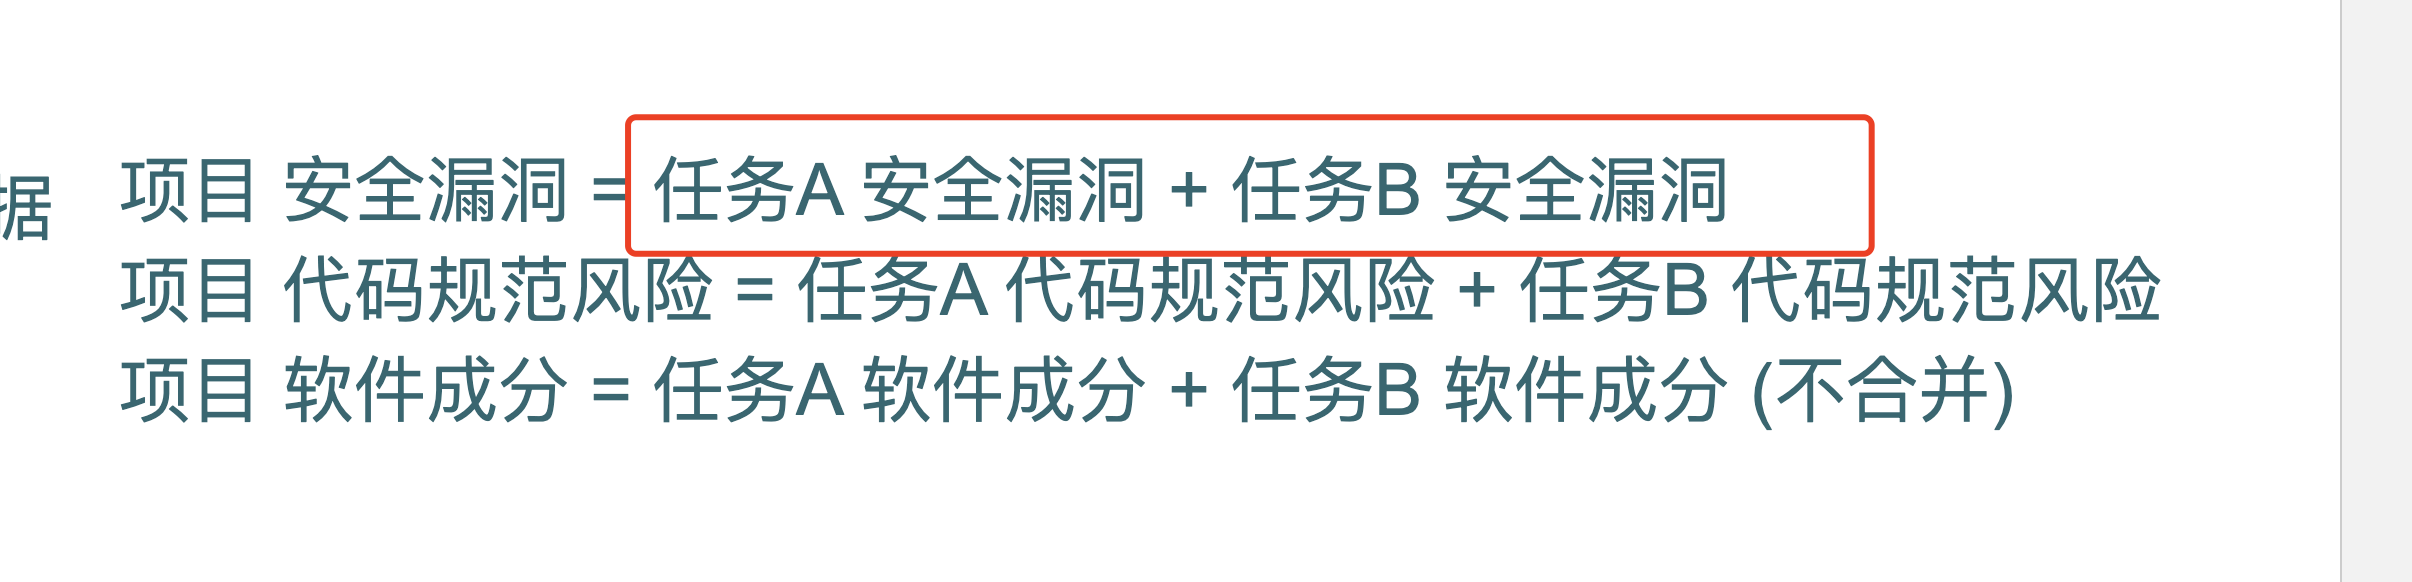 项目 安全漏洞 = 任务A 安全漏洞 + 任务B 安全漏洞
据
项目 代码规范风险 = 任务A 代码规范风险 + 任务B 代码规范风险
项目 软件成分 = 任务A 软件成分 + 任务B 软件成分 (不合并)